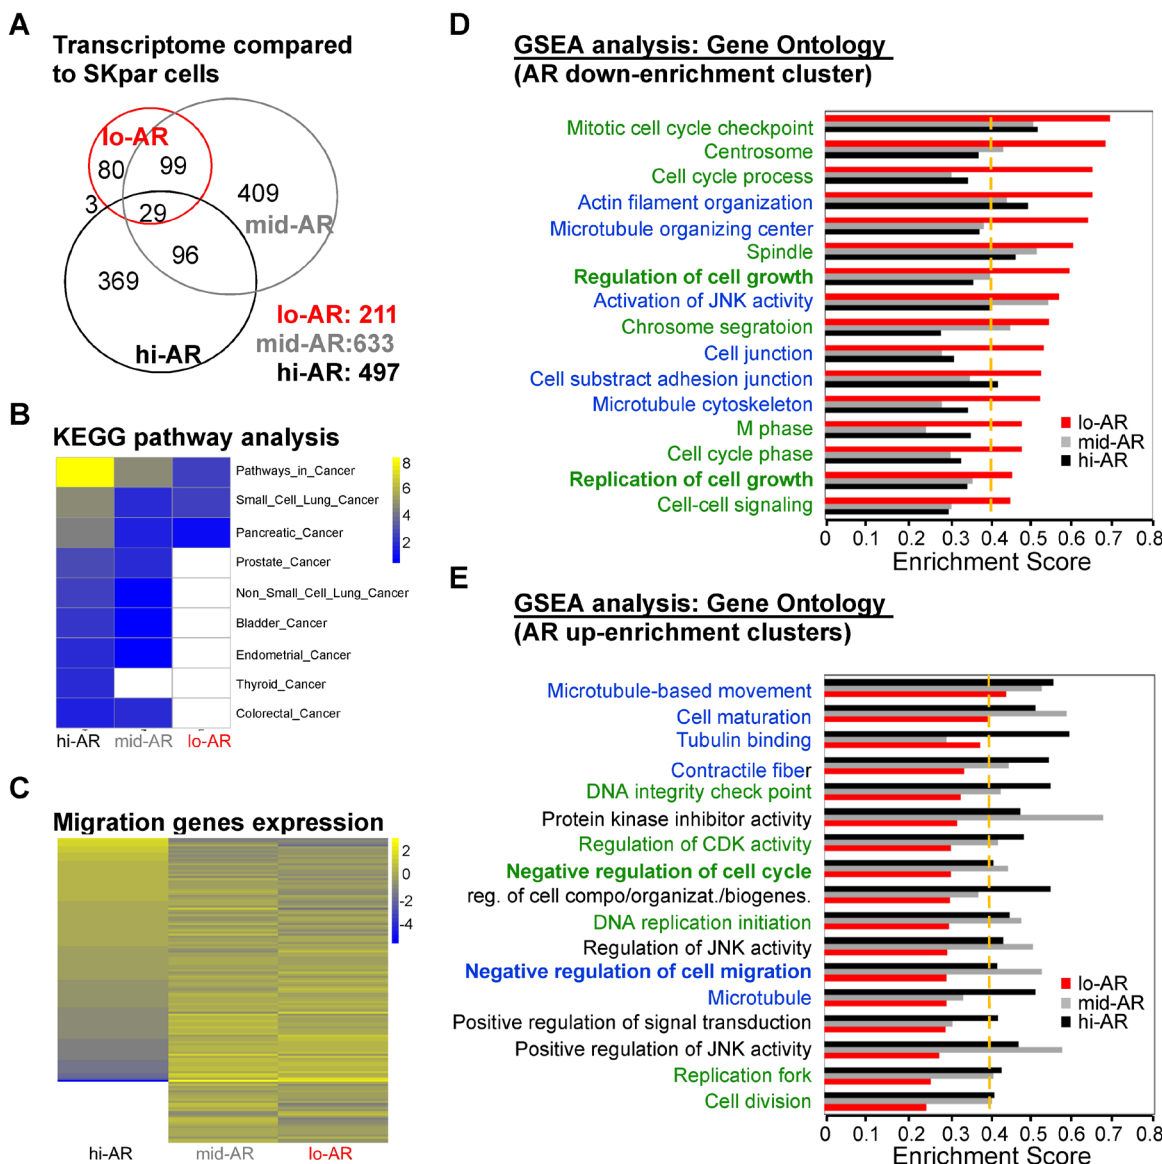 A
Transcriptome compared
to SKpar cells
lo-AR
80
99
409
3
29
mid-AR
96
369
hi-AR
lo-AR: 211
mid-AR:633
hi-AR: 497
B
KEGG pathway analysis
Pathways_in_Cancer
Small_Cell_Lung_Cancer
Pancreatic_Cancer
Prostate_Cancer
Non_Small_Cell_Lung_Cancer
Bladder_Cancer
Endometrial_Cancer
Thyroid_Cancer
Colorectal_Cancer
8
6
4
2
hi-AR mid-AR lo-AR
C
Migration genes expression
2
0
-2
-4
hi-AR mid-AR lo-AR
D
GSEA analysis: Gene Ontology
(AR down-enrichment cluster)
Mitotic cell cycle checkpoint
Centrosome
Cell cycle process
Actin filament organization
Microtubule organizing center
Spindle
Regulation of cell growth
Activation of JNK activity
Chrosome segratoion
Cell junction
Cell substract adhesion junction
Microtubule cytoskeleton
M phase
Cell cycle phase
Replication of cell growth
Cell-cell signaling
lo-AR
mid-AR
hi-AR
0 0.1 0.2 0.3 0.4 0.5 0.6 0.7 0.8
Enrichment Score
E
GSEA analysis: Gene Ontology
(AR up-enrichment clusters)
Microtubule-based movement
Cell maturation
Tubulin binding
Contractile fiber
DNA integrity check point
Protein kinase inhibitor activity
Regulation of CDK activity
Negative regulation of cell cycle
reg. of cell compo/organizat./biogenes.
DNA replication initiation
Regulation of JNK activity
Negative regulation of cell migration
Microtubule
Positive regulation of signal transduction
Positive regulation of JNK activity
Replication fork
Cell division
lo-AR
mid-AR
hi-AR
0 0.1 0.2 0.3 0.4 0.5 0.6 0.7 0.8
Enrichment Score